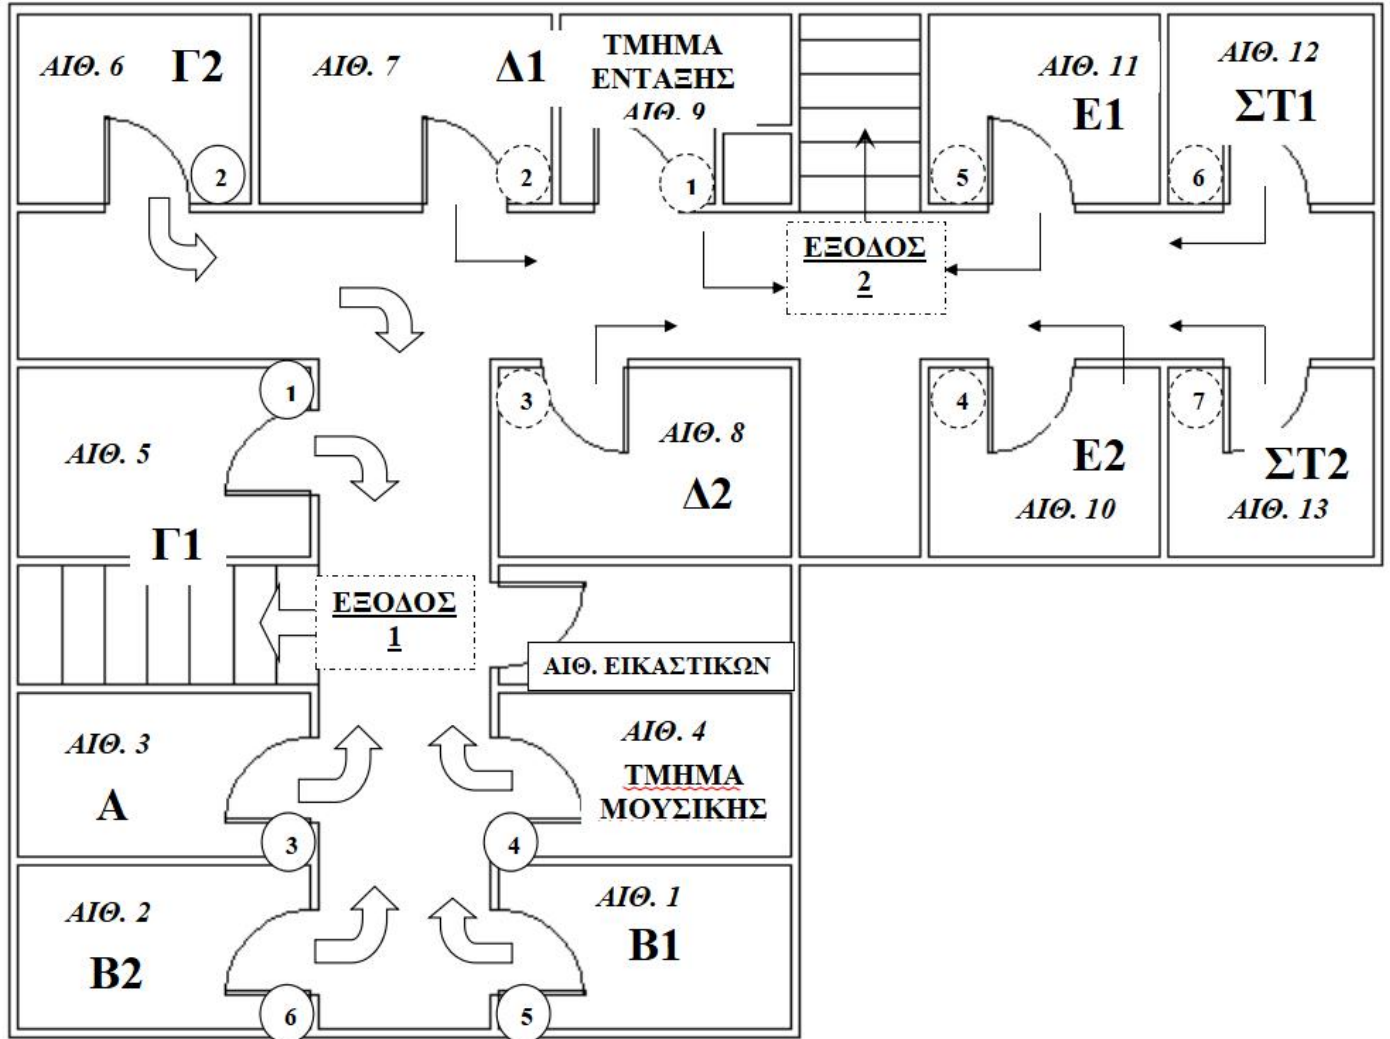 ΑΙΘ. 6
Γ2
ΑΙΘ. 7
Δ1
ΤΜΗΜΑ
ΕΝΤΑΞΗΣ
ΑΙΘ. 9
ΑΙΘ. 11
Ε1
ΑΙΘ. 12
ΣΤ1
2
2
1
5
6
ΕΞΟΔΟΣ
2
1
ΑΙΘ. 5
Γ1
3
ΑΙΘ. 8
Δ2
4
Ε2
ΑΙΘ. 10
7
ΣΤ2
ΑΙΘ. 13
ΕΞΟΔΟΣ
1
ΑΙΘ. ΕΙΚΑΣΤΙΚΩΝ
ΑΙΘ. 3
Α
3
ΑΙΘ. 4
ΤΜΗΜΑ
ΜΟΥΣΙΚΗΣ
4
ΑΙΘ. 2
Β2
6
ΑΙΘ. 1
Β1
5